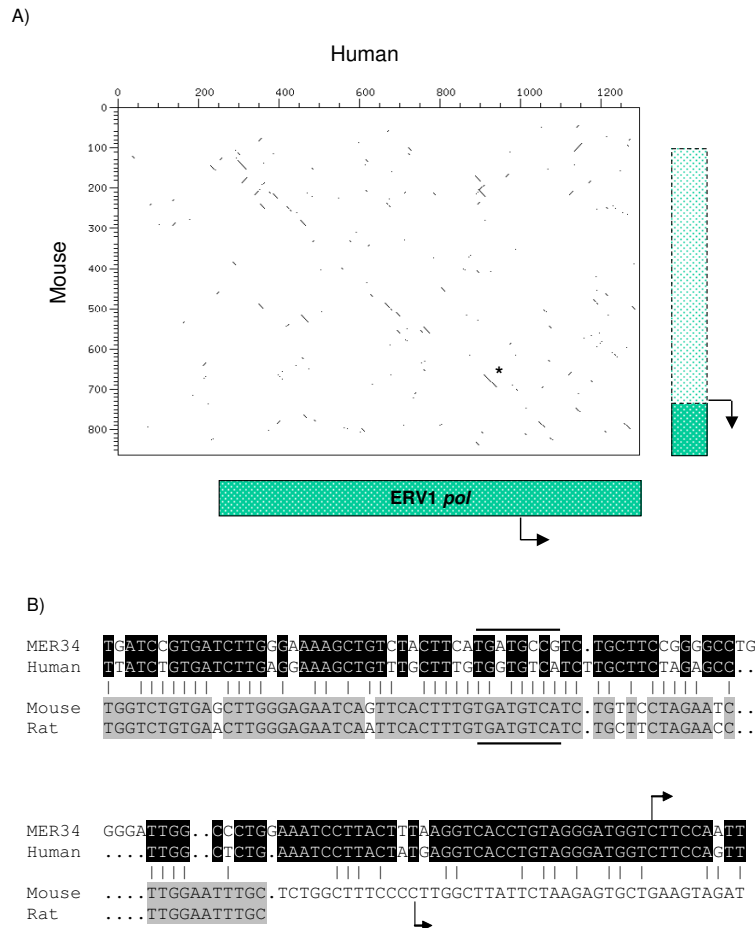 A)
Human
0 200 400 600 800 1000 1200
0
100
200
300
400
500
600
700
800
Mouse
*
ERV1 pol
B)
MER34 TGATCCGTGATCTTGGGAAAAGCTGTCTACTTCATGATGCCGTC.TGCTTCCGGGGCCTG
Human TTATCTGTGATCTTGAGGAAAGCTGTTTGCTTTGTGGTGTCATCTTGCTTCTAGAGCC..
Mouse TGGTCTGTGAGCTTGGGAGAATCAGTTCACTTTGTGATGTCATC.TGTTCCTAGAATC..
Rat TGGTCTGTGAACTTGGGAGAATCAATTCACTTTGTGATGTCATC.TGCTTCTAGAACC..
MER34 GGGATTGG..CCCTGGAAATCCTTACTTTAAGGTCACCTGTAGGGATGGTCTTCCAATT
Human ....TTGG..CTCTG.AAATCCTTACTATGAGGTCACCTGTAGGGATGGTCTTCCAGTT
Mouse ....TTGGAATTTGC.TCTGGCTTTCCCCTTGGCTTATTCTAAGAGTGCTGAAGTAGAT
Rat ....TTGGAATTTGC